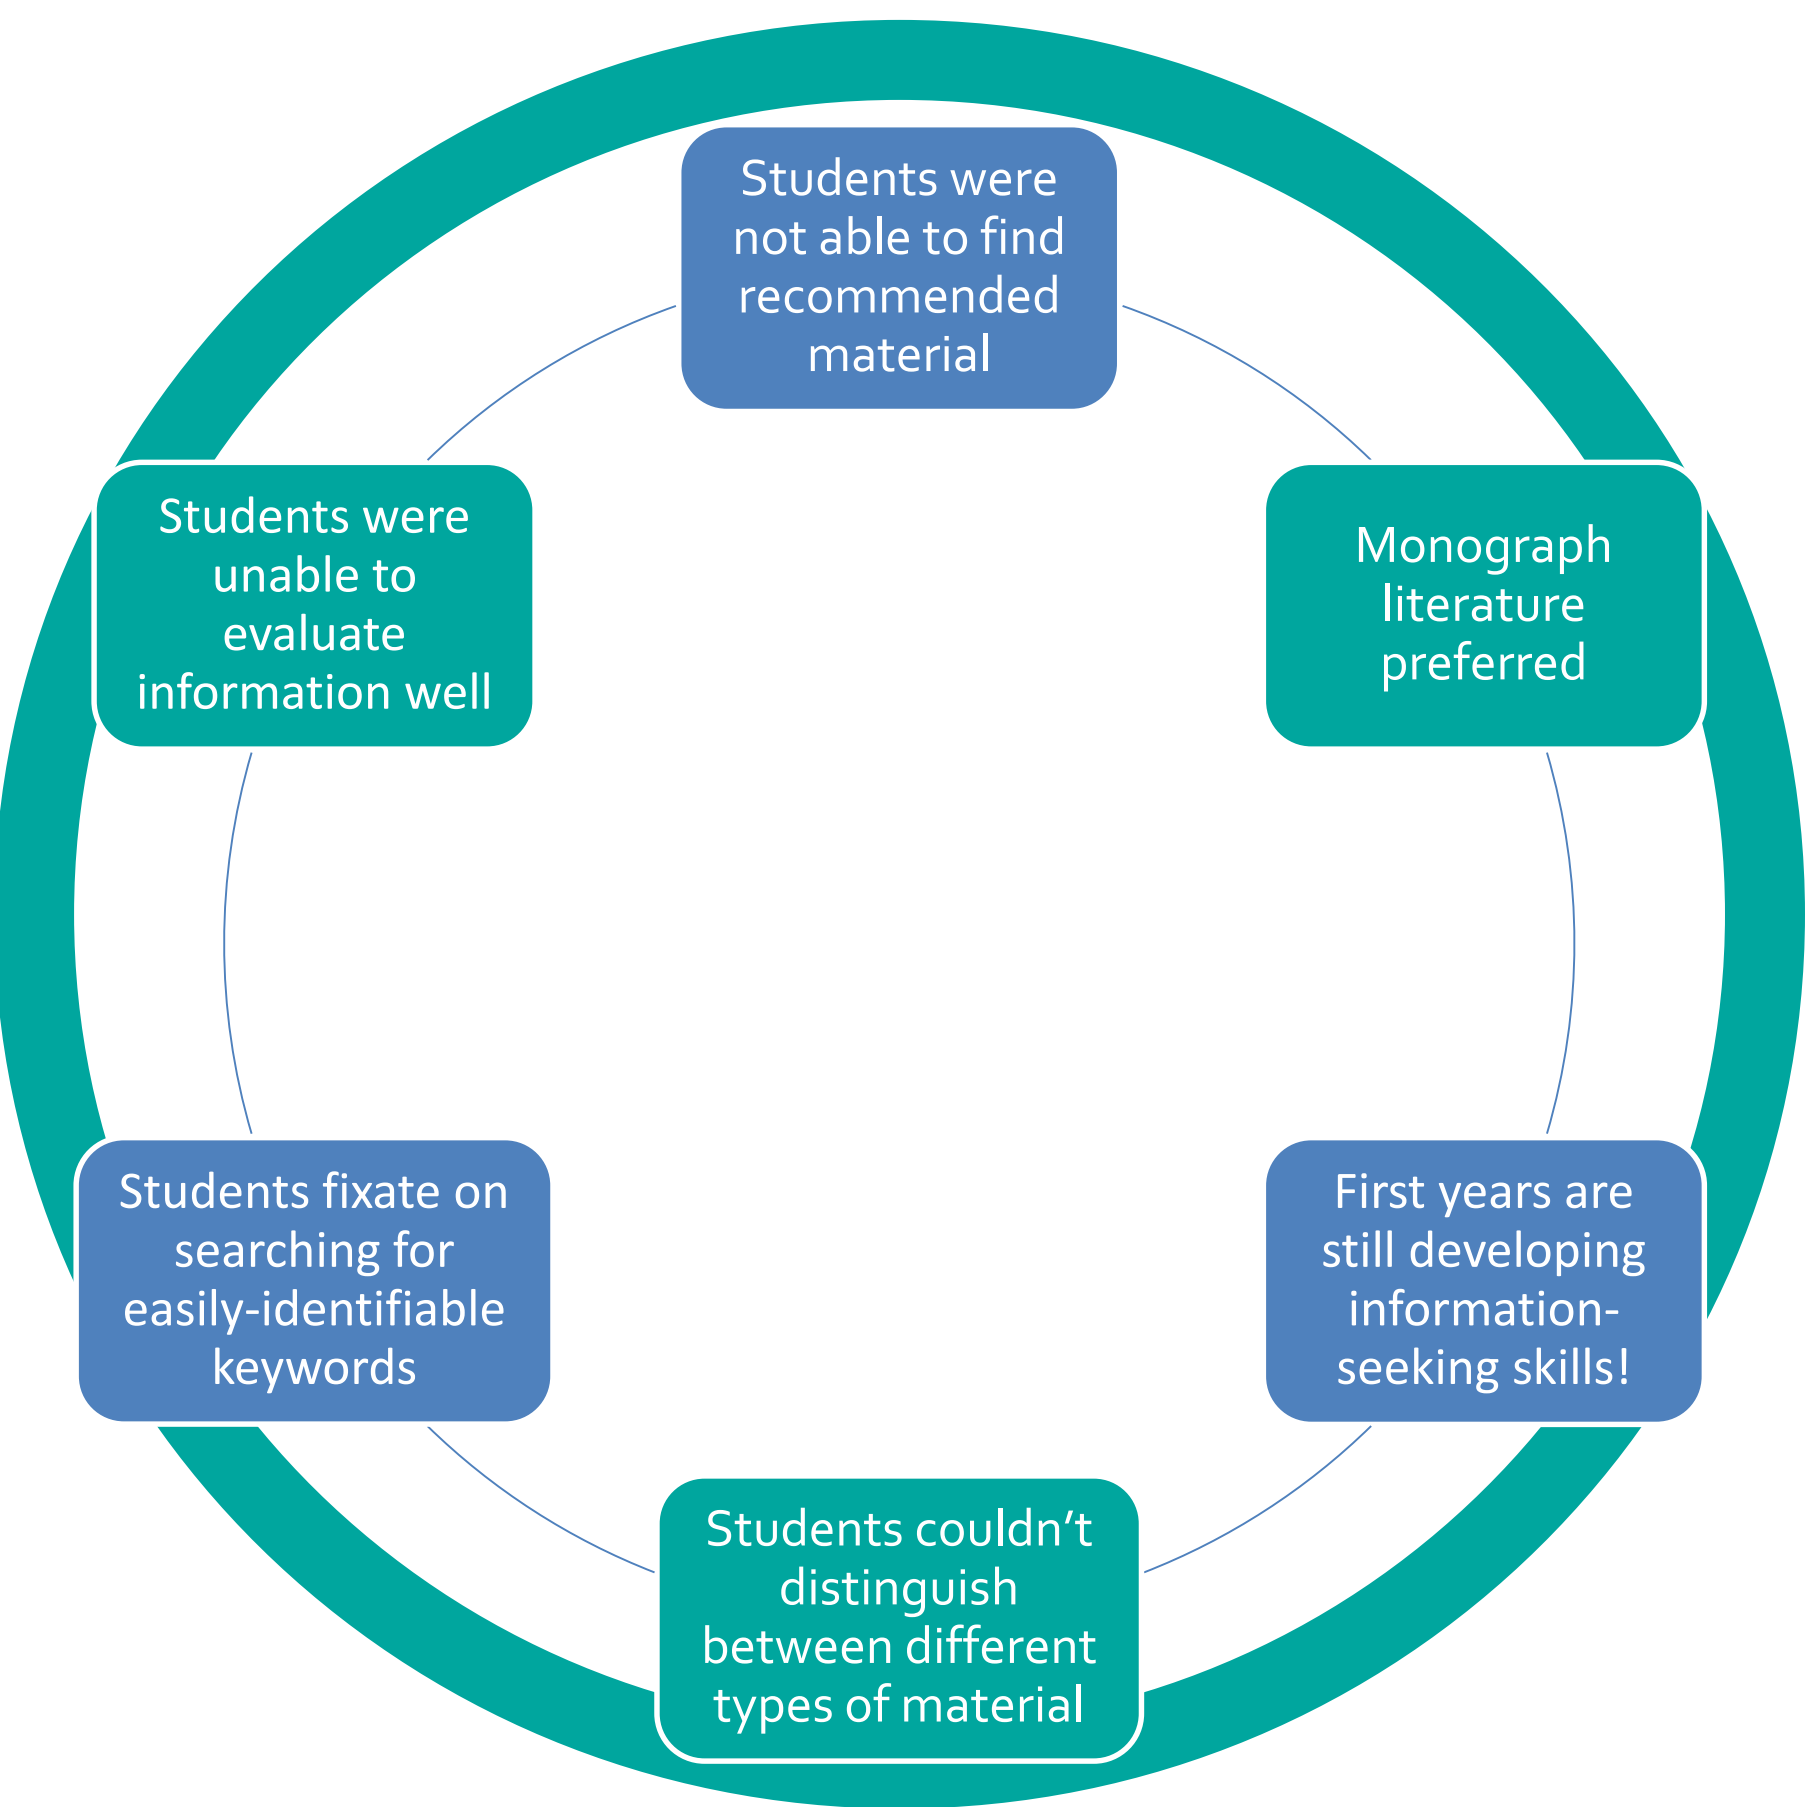 Students were
not able to find
recommended
material
Monograph
literature
preferred
First years are
still developing
information-
seeking skills!
Students couldn’t
distinguish
between different
types of material
Students fixate on
searching for
easily-identifiable
keywords
Students were
unable to
evaluate
information well